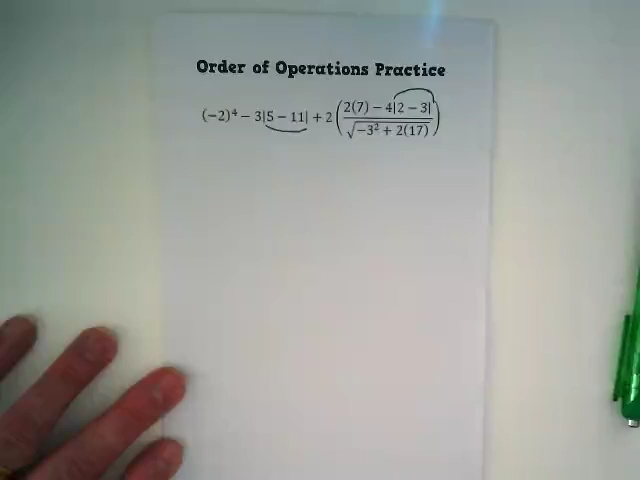 Order of Operations Practice
(−2)⁴ − 3|5 − 11| + 2 ( (2(7) − 4|2 − 3|) / √(−3² + 2(17)) )